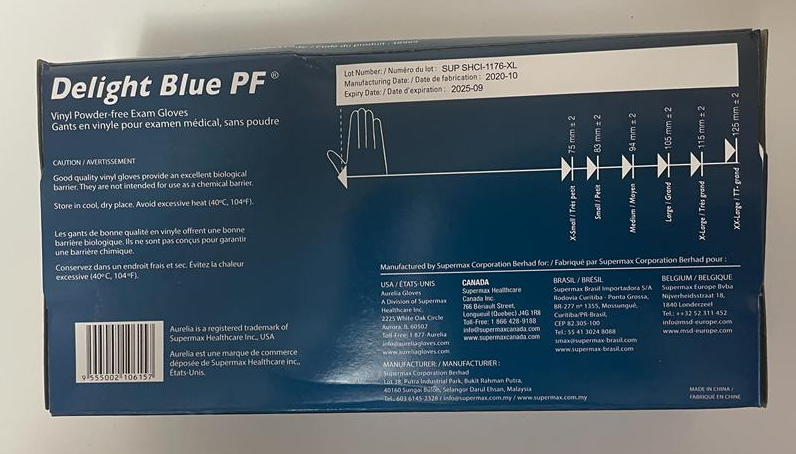 Delight Blue PF®
Vinyl Powder-free Exam Gloves
Gants en vinyle pour examen médical, sans poudre
Lot Number: / Numéro du lot : SUP SHCI-1176-XL
Manufacturing Date: / Date de fabrication : 2020-10
Expiry Date: / Date d'expiration : 2025-09
CAUTION / AVERTISSEMENT
Good quality vinyl gloves provide an excellent biological
barrier. They are not intended for use as a chemical barrier.
Store in cool, dry place. Avoid excessive heat (40ºC, 104ºF).
Les gants de bonne qualité en vinyle offrent une bonne
barrière biologique. Ils ne sont pas conçus pour garantir
une barrière chimique.
Conservez dans un endroit frais et sec. Évitez la chaleur
excessive (40ºC, 104ºF).
X-Small / Très petit 75 mm ± 2
Small / Petit 83 mm ± 2
Medium / Moyen 94 mm ± 2
Large / Grand 105 mm ± 2
X-Large / Très grand 115 mm ± 2
XX-Large / TT- grand 125 mm ± 2
Manufactured by Supermax Corporation Berhad for: / Fabriqué par Supermax Corporation Berhad pour :
USA / ÉTATS-UNIS
Aurelia Gloves
A Division of Supermax
Healthcare Inc.
2225 White Oak Circle
Aurora, IL 60502
Toll-Free: 1 877-Aurelia
info@aureliagloves.com
www.aureliagloves.com
CANADA
Supermax Healthcare
Canada Inc.
766 Bériault Street,
Longueuil (Quebec) J4G 1R8
Toll-Free: 1 866 428-9188
info@supermaxcanada.com
www.supermaxcanada.com
BRASIL / BRÉSIL
Supermax Brasil Importadora S/A
Rodovia Curitiba - Ponta Grossa,
BR-277 nº 1355, Mossunguê,
Curitiba/PR-Brasil,
CEP 82.305-100
Tel.: 55 41 3024 8088
smax@supermax-brasil.com
www.supermax-brasil.com
BELGIUM / BELGIQUE
Supermax Europe Bvba
Nijverheidsstraat 18,
1840 Londerzeel
Tel.: ++32 52 311 452
info@msd-europe.com
www.msd-europe.com
9 555002 106157
Aurelia is a registered trademark of
Supermax Healthcare Inc., USA
Aurelia est une marque de commerce
déposée de Supermax Healthcare inc.,
États-Unis.
MANUFACTURER: / MANUFACTURIER :
Supermax Corporation Berhad
Lot 38, Putra Industrial Park, Bukit Rahman Putra,
40160 Sungai Buloh, Selangor Darul Ehsan, Malaysia
Tel.: 603 6145-2328 / info@supermax.com.my / www.supermax.com.my
MADE IN CHINA /
FABRIQUÉ EN CHINE